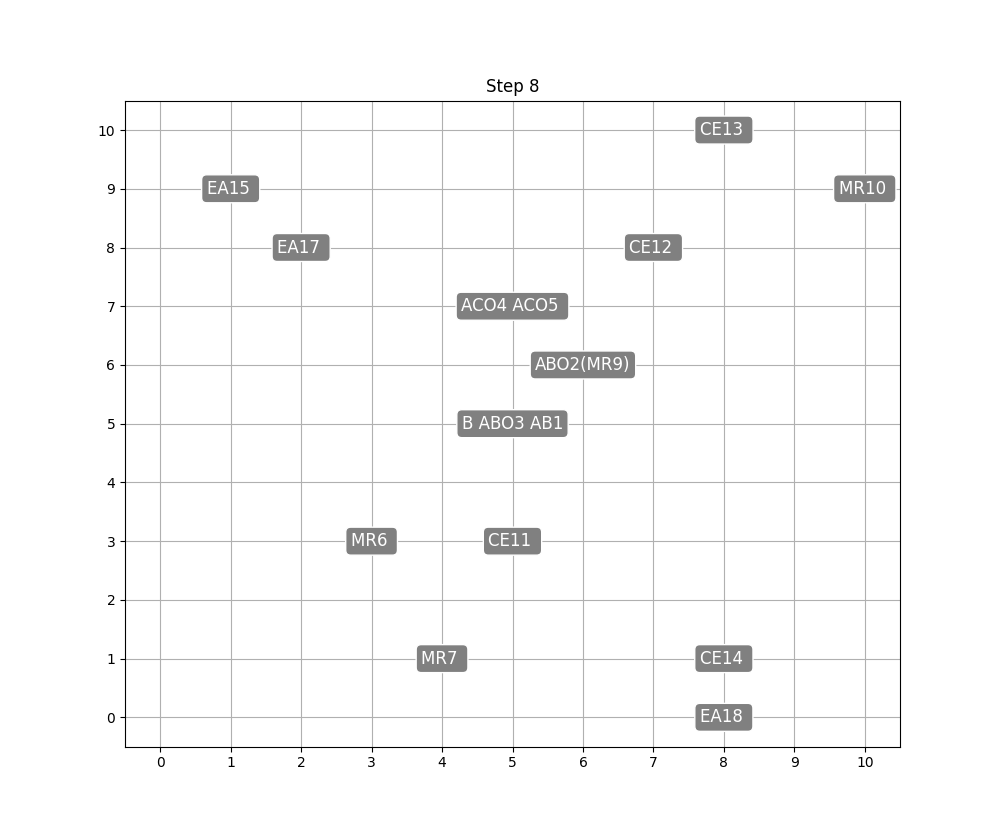 Step 8
10
CE13
9
EA15
MR10
8
EA17
CE12
7
ACO4 ACO5
6
ABO2(MR9)
5
B ABO3 AB1
4
3
MR6
CE11
2
1
MR7
CE14
0
EA18
0 1 2 3 4 5 6 7 8 9 10